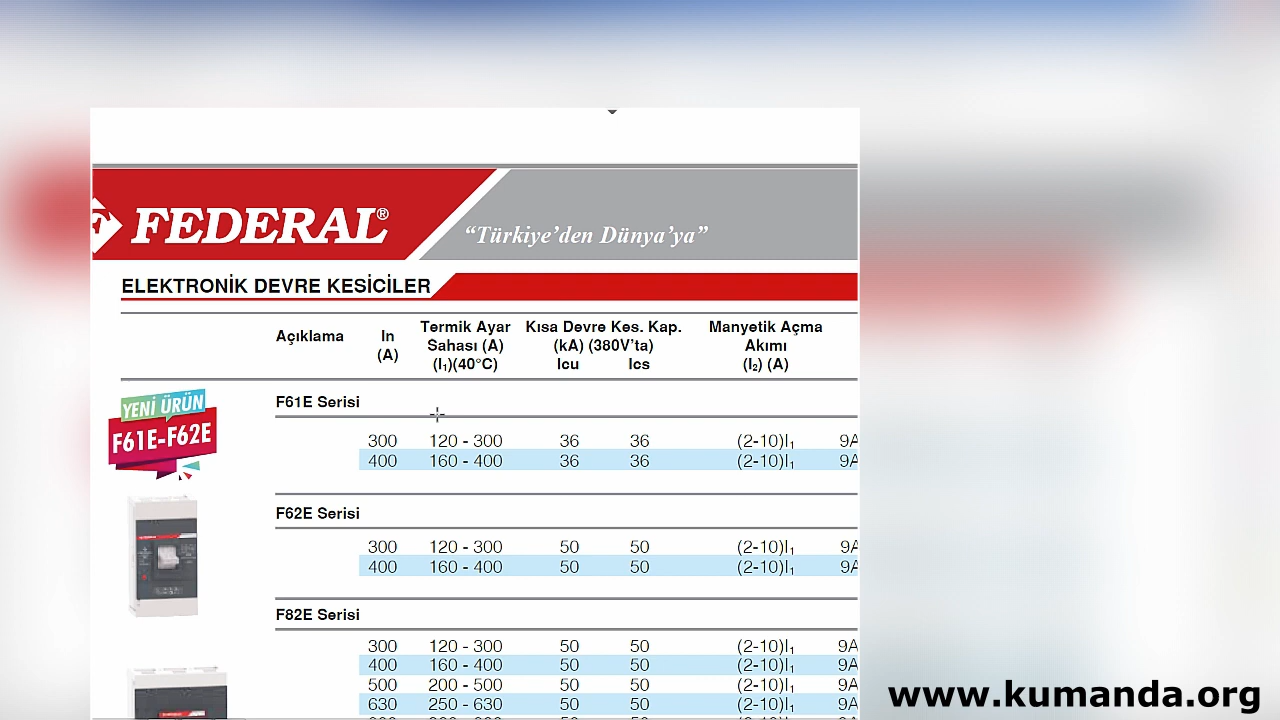 FEDERAL®
“Türkiye’den Dünya’ya”
ELEKTRONİK DEVRE KESİCİLER
Açıklama In (A) Termik Ayar Sahası (A) (I₁)(40°C) Kısa Devre Kes. Kap. (kA) (380V’ta) Icu Ics Manyetik Açma Akımı (I₂) (A)
YENİ ÜRÜN
F61E-F62E
F61E Serisi
300 120 - 300 36 36 (2-10)I₁ 9A
400 160 - 400 36 36 (2-10)I₁ 9A
F62E Serisi
300 120 - 300 50 50 (2-10)I₁ 9A
400 160 - 400 50 50 (2-10)I₁ 9A
F82E Serisi
300 120 - 300 50 50 (2-10)I₁ 9A
400 160 - 400 50 50 (2-10)I₁ 9A
500 200 - 500 50 50 (2-10)I₁ 9A
630 250 - 630 50 50 (2-10)I₁ 9A
www.kumanda.org